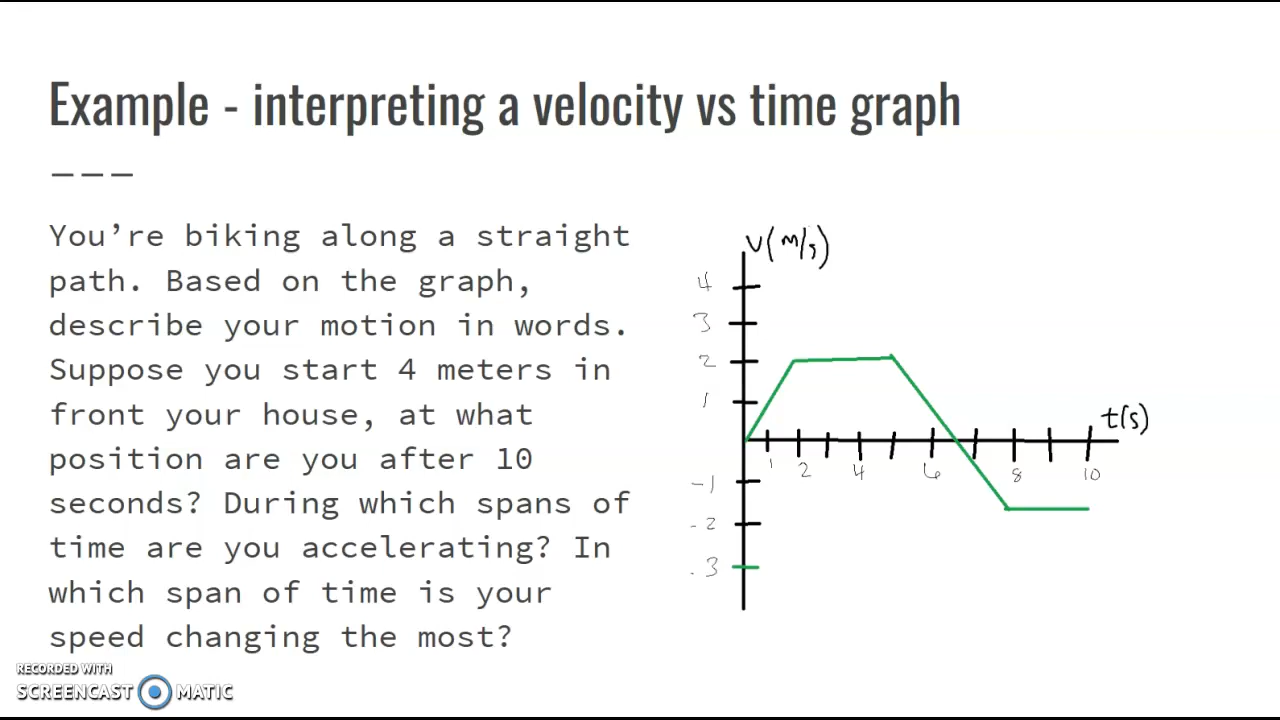 Example - interpreting a velocity vs time graph
You’re biking along a straight
path. Based on the graph,
describe your motion in words.
Suppose you start 4 meters in
front your house, at what
position are you after 10
seconds? During which spans of
time are you accelerating? In
which span of time is your
speed changing the most?
v(m/s)
4
3
2
1
t(s)
1 2 4 6 8 10
-1
-2
-3
RECORDED WITH
SCREENCAST MATIC